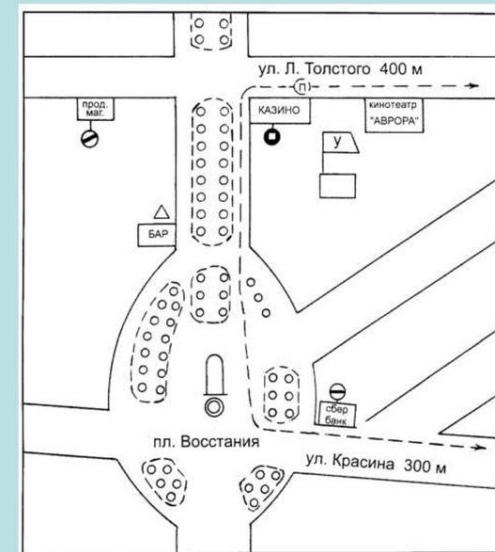 ул. Л. Толстого 400 м
П
прод.
маг.
КАЗИНО
кинотеатр
"АВРОРА"
У
БАР
сбер
банк
пл. Восстания
ул. Красина 300 м